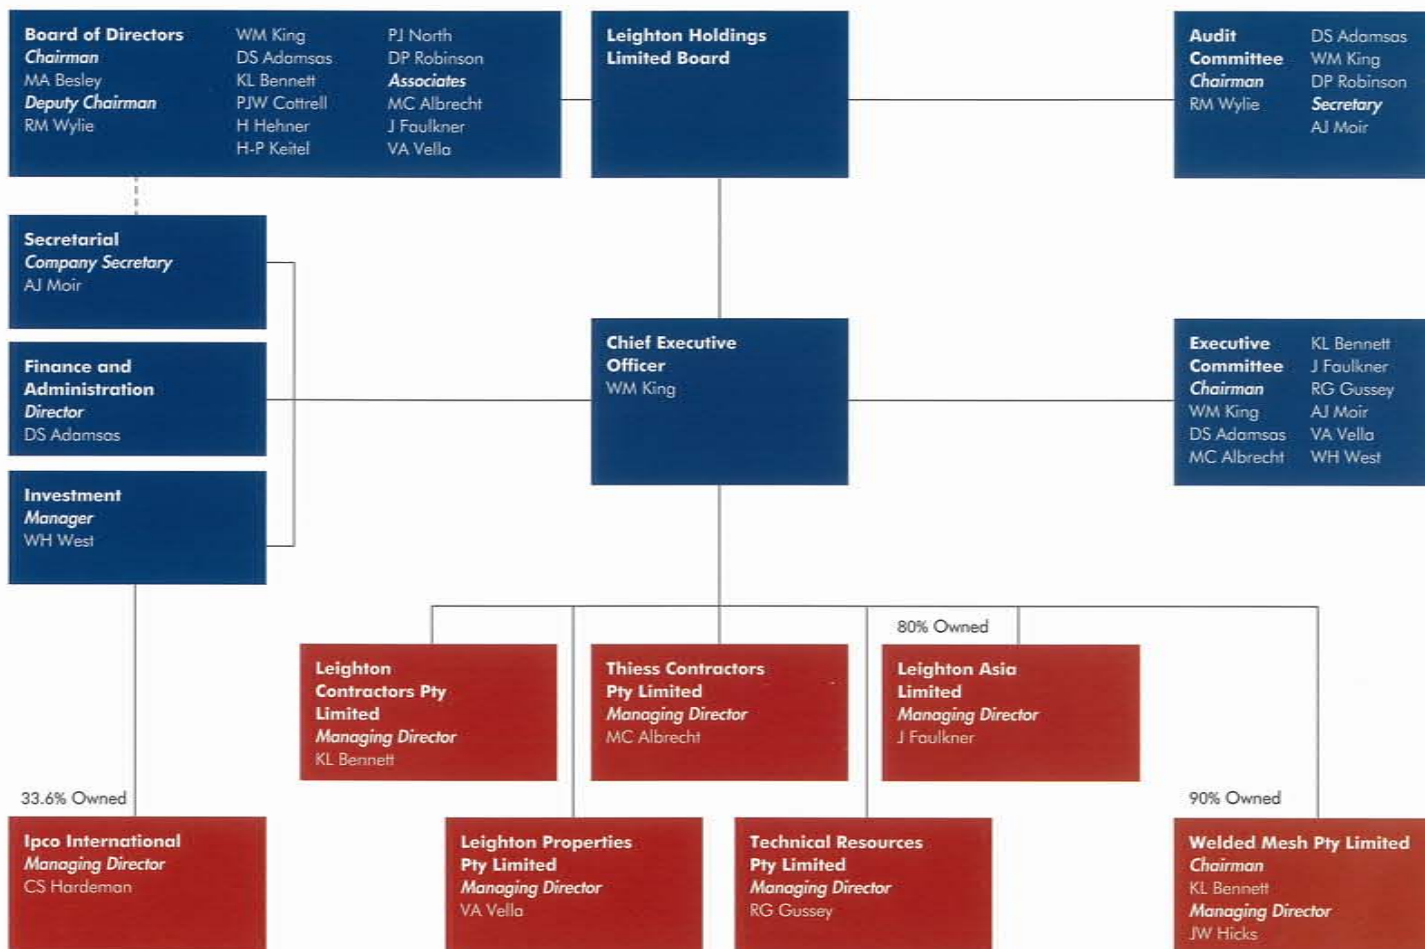 Board of Directors
Chairman
MA Besley
Deputy Chairman
RM Wylie
WM King
DS Adamsas
KL Bennett
PJW Cottrell
H Hehner
H-P Keitel
PJ North
DP Robinson
Associates
MC Albrecht
J Faulkner
VA Vella
Leighton Holdings
Limited Board
Audit
Committee
Chairman
RM Wylie
DS Adamsas
WM King
DP Robinson
Secretary
AJ Moir
Secretarial
Company Secretary
AJ Moir
Finance and
Administration
Director
DS Adamsas
Investment
Manager
WH West
Chief Executive
Officer
WM King
Executive
Committee
Chairman
WM King
DS Adamsas
MC Albrecht
KL Bennett
J Faulkner
RG Gussey
AJ Moir
VA Vella
WH West
Leighton
Contractors Pty
Limited
Managing Director
KL Bennett
Thiess Contractors
Pty Limited
Managing Director
MC Albrecht
80% Owned
Leighton Asia
Limited
Managing Director
J Faulkner
33.6% Owned
Ipco International
Managing Director
CS Hardeman
Leighton Properties
Pty Limited
Managing Director
VA Vella
Technical Resources
Pty Limited
Managing Director
RG Gussey
90% Owned
Welded Mesh Pty Limited
Chairman
KL Bennett
Managing Director
JW Hicks